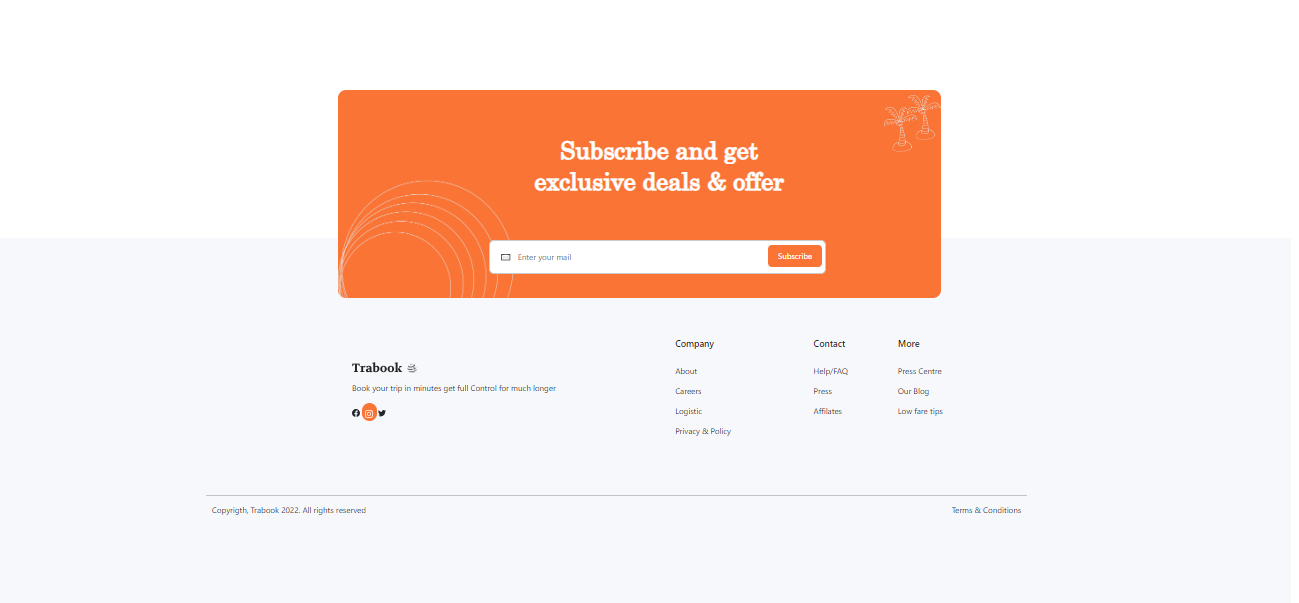 Subscribe and get
exclusive deals & offer
Enter your mail
Subscribe
Trabook
Book your trip in minutes get full Control for much longer
Company
About
Careers
Logistic
Privacy & Policy
Contact
Help/FAQ
Press
Affilates
More
Press Centre
Our Blog
Low fare tips
Copyrigth, Trabook 2022. All rights reserved
Terms & Conditions